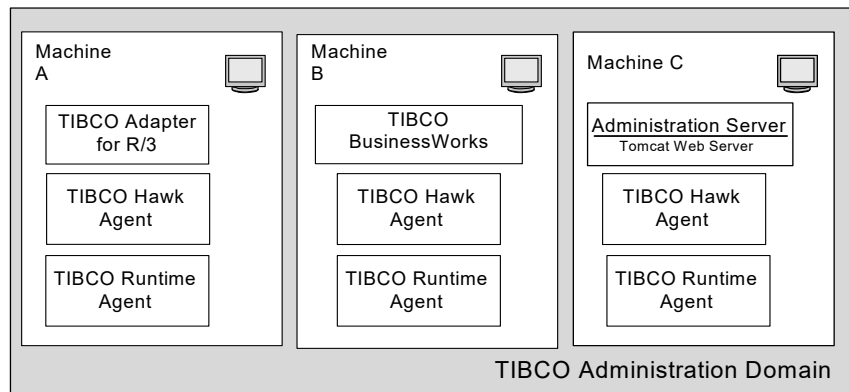 Machine
A
TIBCO Adapter
for R/3
TIBCO Hawk
Agent
TIBCO Runtime
Agent
Machine
B
TIBCO
BusinessWorks
TIBCO Hawk
Agent
TIBCO Runtime
Agent
Machine C
Administration Server
Tomcat Web Server
TIBCO Hawk
Agent
TIBCO Runtime
Agent
TIBCO Administration Domain